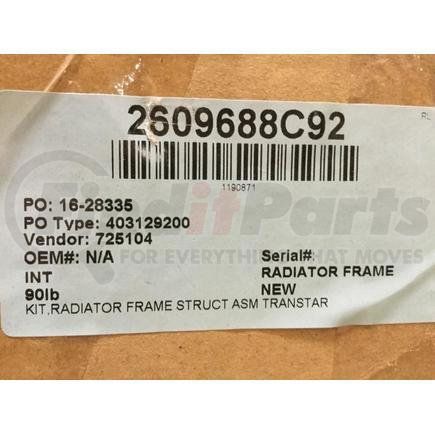 2609688C92
RL
1190871
PO: 16-28335
PO Type: 403129200
Vendor: 725104
OEM#: N/A
Serial#
INT
RADIATOR FRAME
90lb
NEW
KIT,RADIATOR FRAME STRUCT ASM TRANSTAR
FinditParts
EVERYTHING THAT MOVES